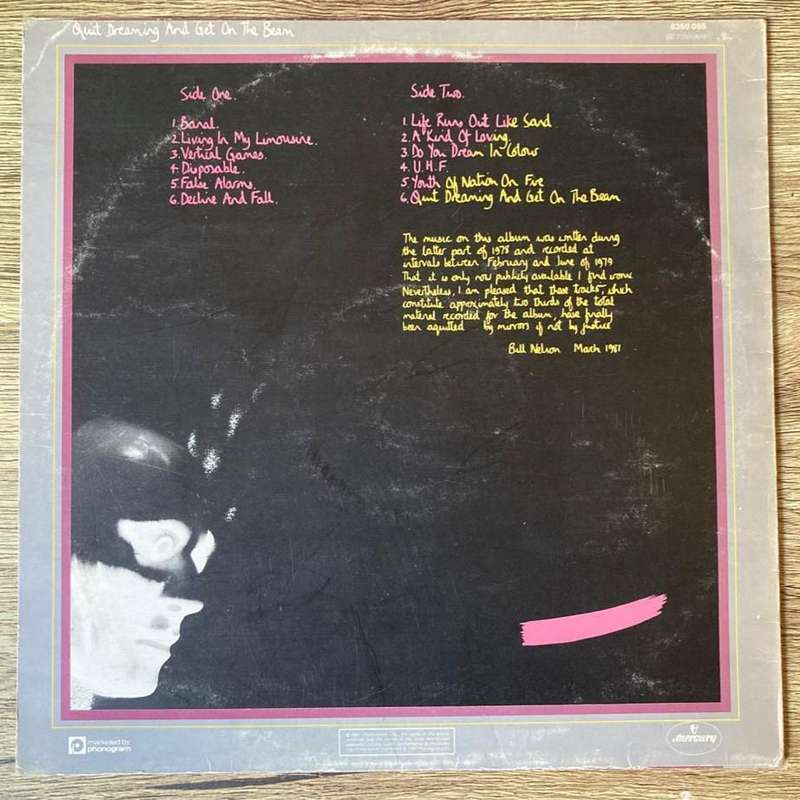 Quit Dreaming And Get On The Beam
6359 055
Side One.
1. Banal.
2. Living In My Limousine.
3. Vertical Games.
4. Disposable.
5. False Alarms.
6. Decline And Fall.
Side Two.
1. Life Runs Out Like Sand
2. A Kind Of Loving.
3. Do You Dream In Colour
4. U.H.F.
5. Youth Of Nation On Fire
6. Quit Dreaming And Get On The Beam
The music on this album was written during
the latter part of 1978 and recorded at
intervals between February and June of 1979
That it is only now publicly available I find ironic
Nevertheless, I am pleased that these tracks, which
constitute approximately two thirds of the total
material recorded for the album, have finally
been aquitted by mirrors if not by justice
Bill Nelson March 1981
marketed by
phonogram
mercury